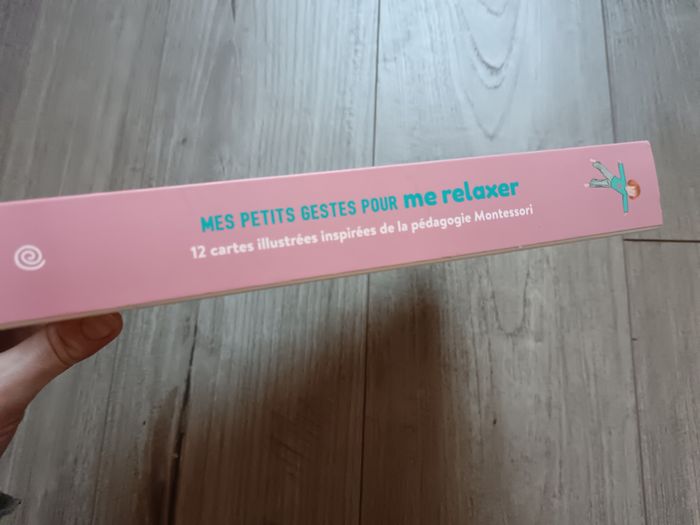 MES PETITS GESTES POUR me relaxer
12 cartes illustrées inspirées de la pédagogie Montessori